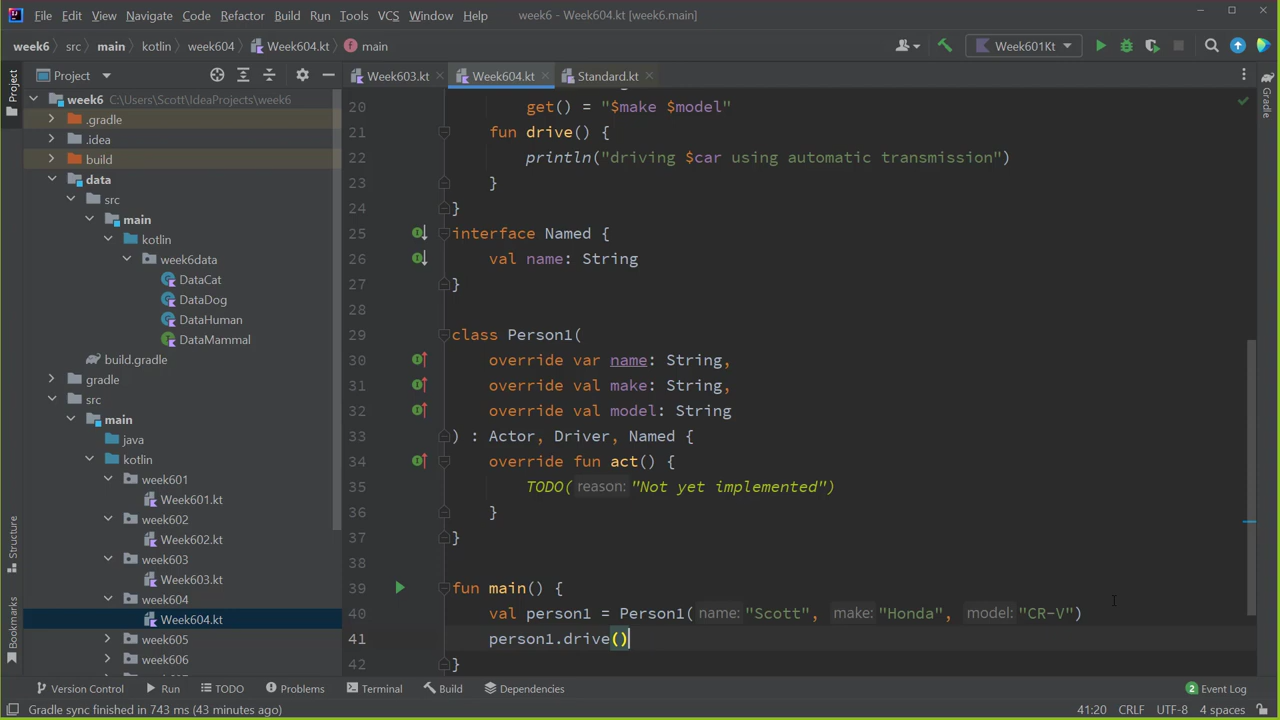 File Edit View Navigate Code Refactor Build Run Tools VCS Window Help week6 - Week604.kt [week6.main]
week6 src main kotlin week604 Week604.kt main Week601Kt
Project Week603.kt Week604.kt Standard.kt
Project
Gradle
Structure
Bookmarks
week6 C:\Users\Scott\IdeaProjects\week6
.gradle
.idea
build
data
src
main
kotlin
week6data
DataCat
DataDog
DataHuman
DataMammal
build.gradle
gradle
src
main
java
kotlin
week601
Week601.kt
week602
Week602.kt
week603
Week603.kt
week604
Week604.kt
week605
week606
20 get() = "$make $model"
21 fun drive() {
22 println("driving $car using automatic transmission")
23 }
24 }
25 interface Named {
26 val name: String
27 }
28
29 class Person1(
30 override var name: String,
31 override val make: String,
32 override val model: String
33 ) : Actor, Driver, Named {
34 override fun act() {
35 TODO( reason: "Not yet implemented")
36 }
37 }
38
39 fun main() {
40 val person1 = Person1( name: "Scott", make: "Honda", model: "CR-V")
41 person1.drive()
42 }
Version Control Run TODO Problems Terminal Build Dependencies 2 Event Log
Gradle sync finished in 743 ms (43 minutes ago) 41:20 CRLF UTF-8 4 spaces